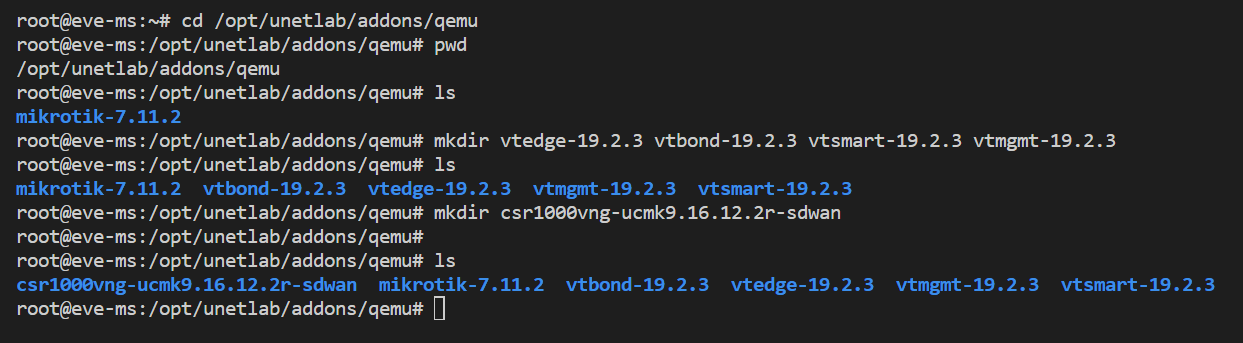 root@eve-ms:~# cd /opt/unetlab/addons/qemu
root@eve-ms:/opt/unetlab/addons/qemu# pwd
/opt/unetlab/addons/qemu
root@eve-ms:/opt/unetlab/addons/qemu# ls
mikrotik-7.11.2
root@eve-ms:/opt/unetlab/addons/qemu# mkdir vtedge-19.2.3 vtbond-19.2.3 vtsmart-19.2.3 vtmgmt-19.2.3
root@eve-ms:/opt/unetlab/addons/qemu# ls
mikrotik-7.11.2  vtbond-19.2.3  vtedge-19.2.3  vtmgmt-19.2.3  vtsmart-19.2.3
root@eve-ms:/opt/unetlab/addons/qemu# mkdir csr1000vng-ucmk9.16.12.2r-sdwan
root@eve-ms:/opt/unetlab/addons/qemu#
root@eve-ms:/opt/unetlab/addons/qemu# ls
csr1000vng-ucmk9.16.12.2r-sdwan  mikrotik-7.11.2  vtbond-19.2.3  vtedge-19.2.3  vtmgmt-19.2.3  vtsmart-19.2.3
root@eve-ms:/opt/unetlab/addons/qemu#